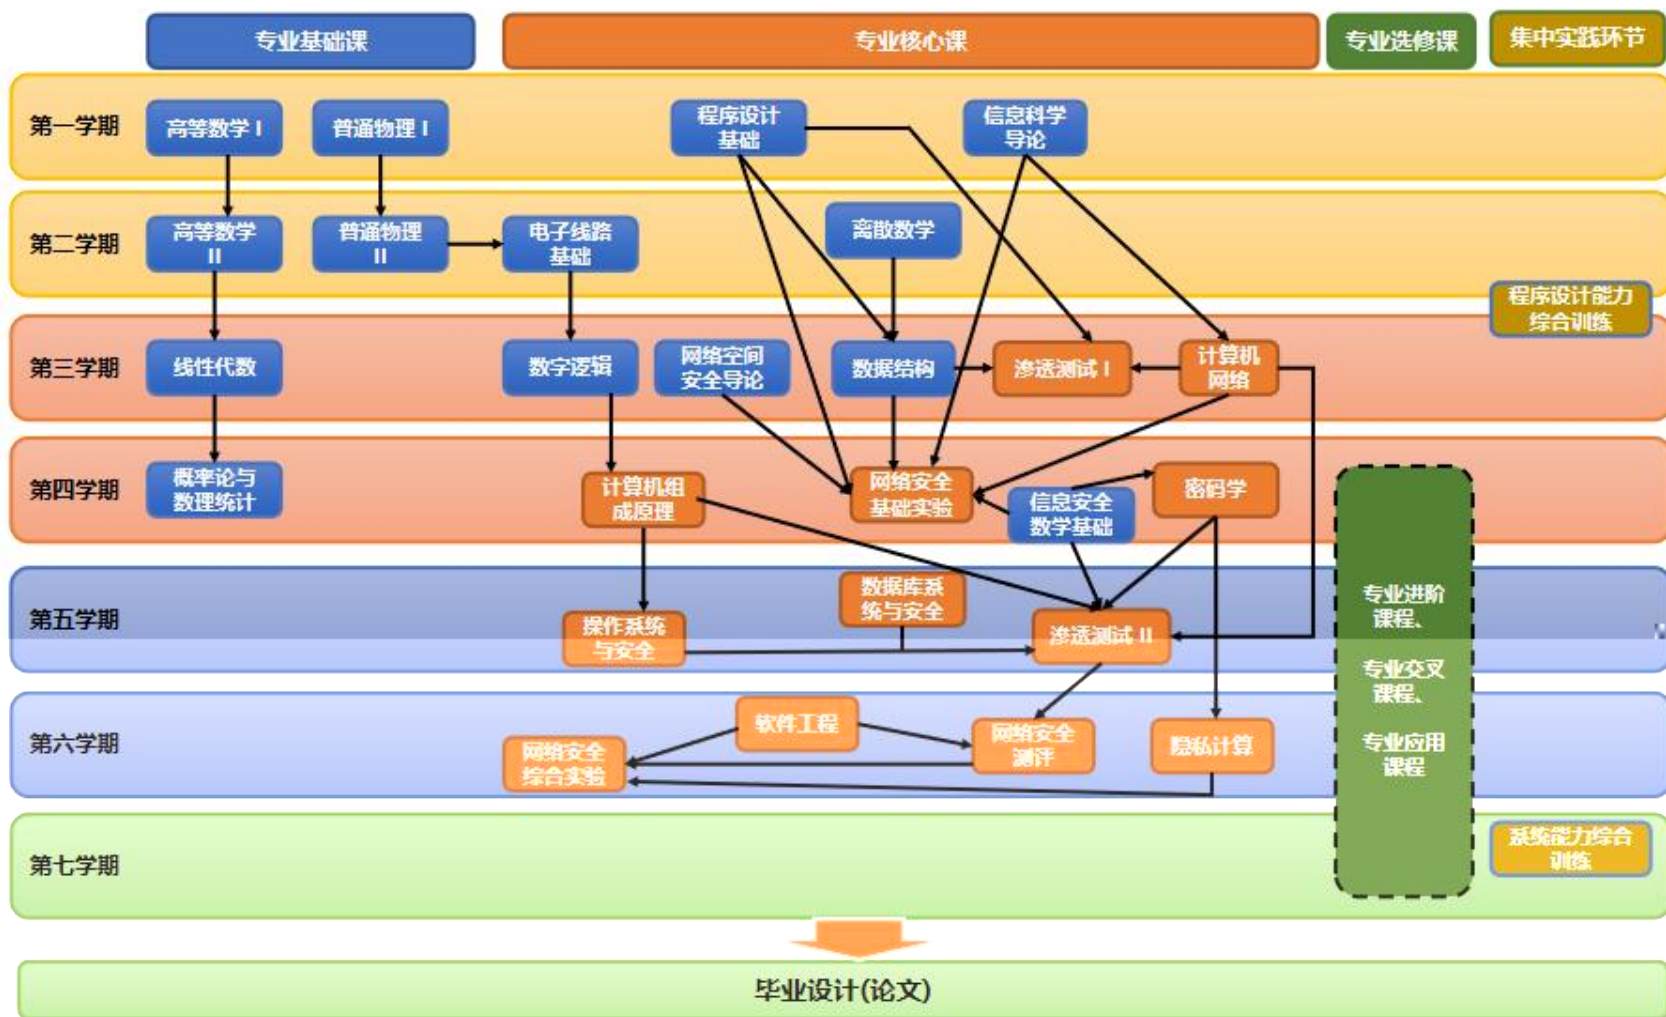 专业基础课
专业核心课
专业选修课
集中实践环节
第一学期
高等数学 I
普通物理 I
程序设计
基础
信息科学
导论
第二学期
高等数学
II
普通物理
II
电子线路
基础
离散数学
程序设计能力
综合训练
第三学期
线性代数
数字逻辑
网络空间
安全导论
数据结构
渗透测试 I
计算机
网络
第四学期
概率论与
数理统计
计算机组
成原理
网络安全
基础实验
信息安全
数学基础
密码学
第五学期
操作系统
与安全
数据库系
统与安全
渗透测试 II
专业进阶
课程、
专业交叉
课程、
专业应用
课程
第六学期
网络安全
综合实验
软件工程
网络安全
测评
隐私计算
第七学期
系统能力综合
训练
毕业设计(论文)